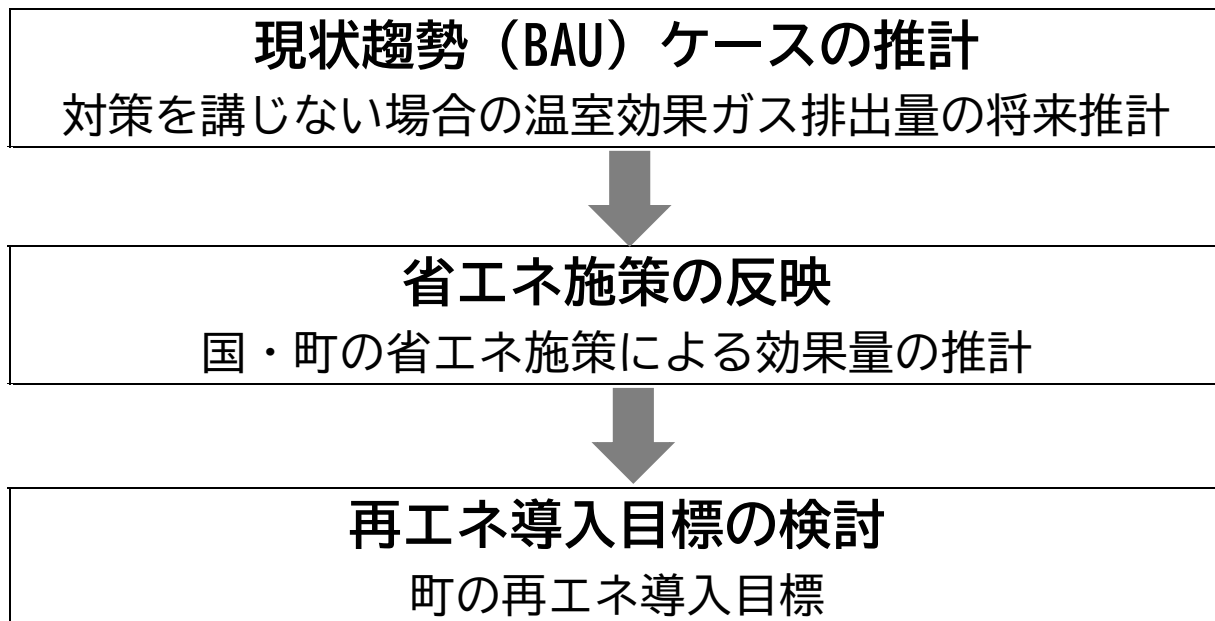 現状趨勢（BAU）ケースの推計
対策を講じない場合の温室効果ガス排出量の将来推計
省エネ施策の反映
国・町の省エネ施策による効果量の推計
再エネ導入目標の検討
町の再エネ導入目標